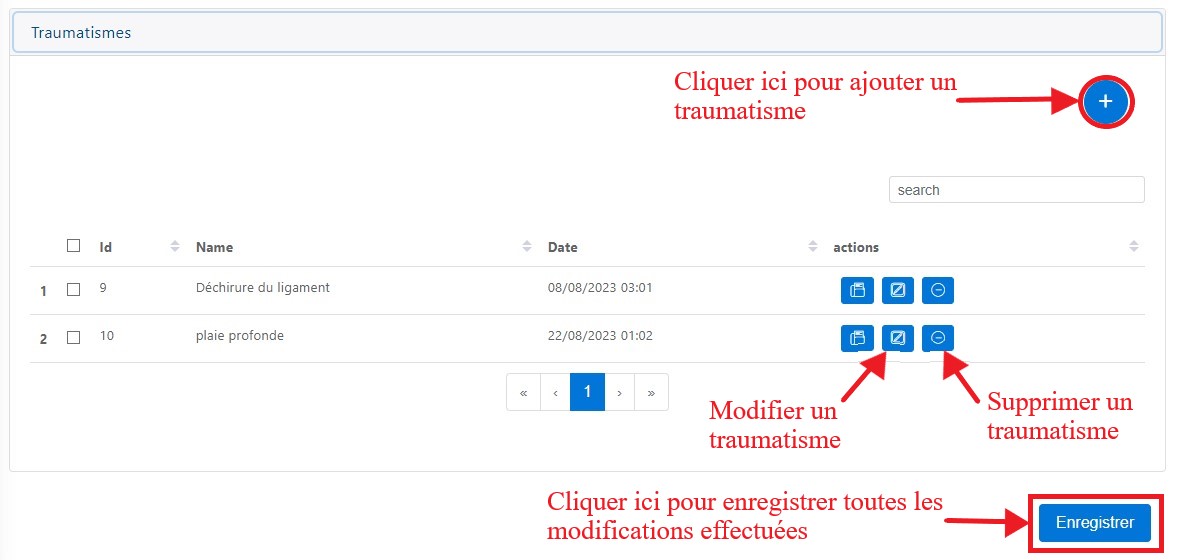 Traumatismes
Cliquer ici pour ajouter un
traumatisme
+
search
Id Name Date actions
1 9 Déchirure du ligament 08/08/2023 03:01
2 10 plaie profonde 22/08/2023 01:02
« ‹ 1 › »
Modifier un
traumatisme
Supprimer un
traumatisme
Cliquer ici pour enregistrer toutes les
modifications effectuées
Enregistrer